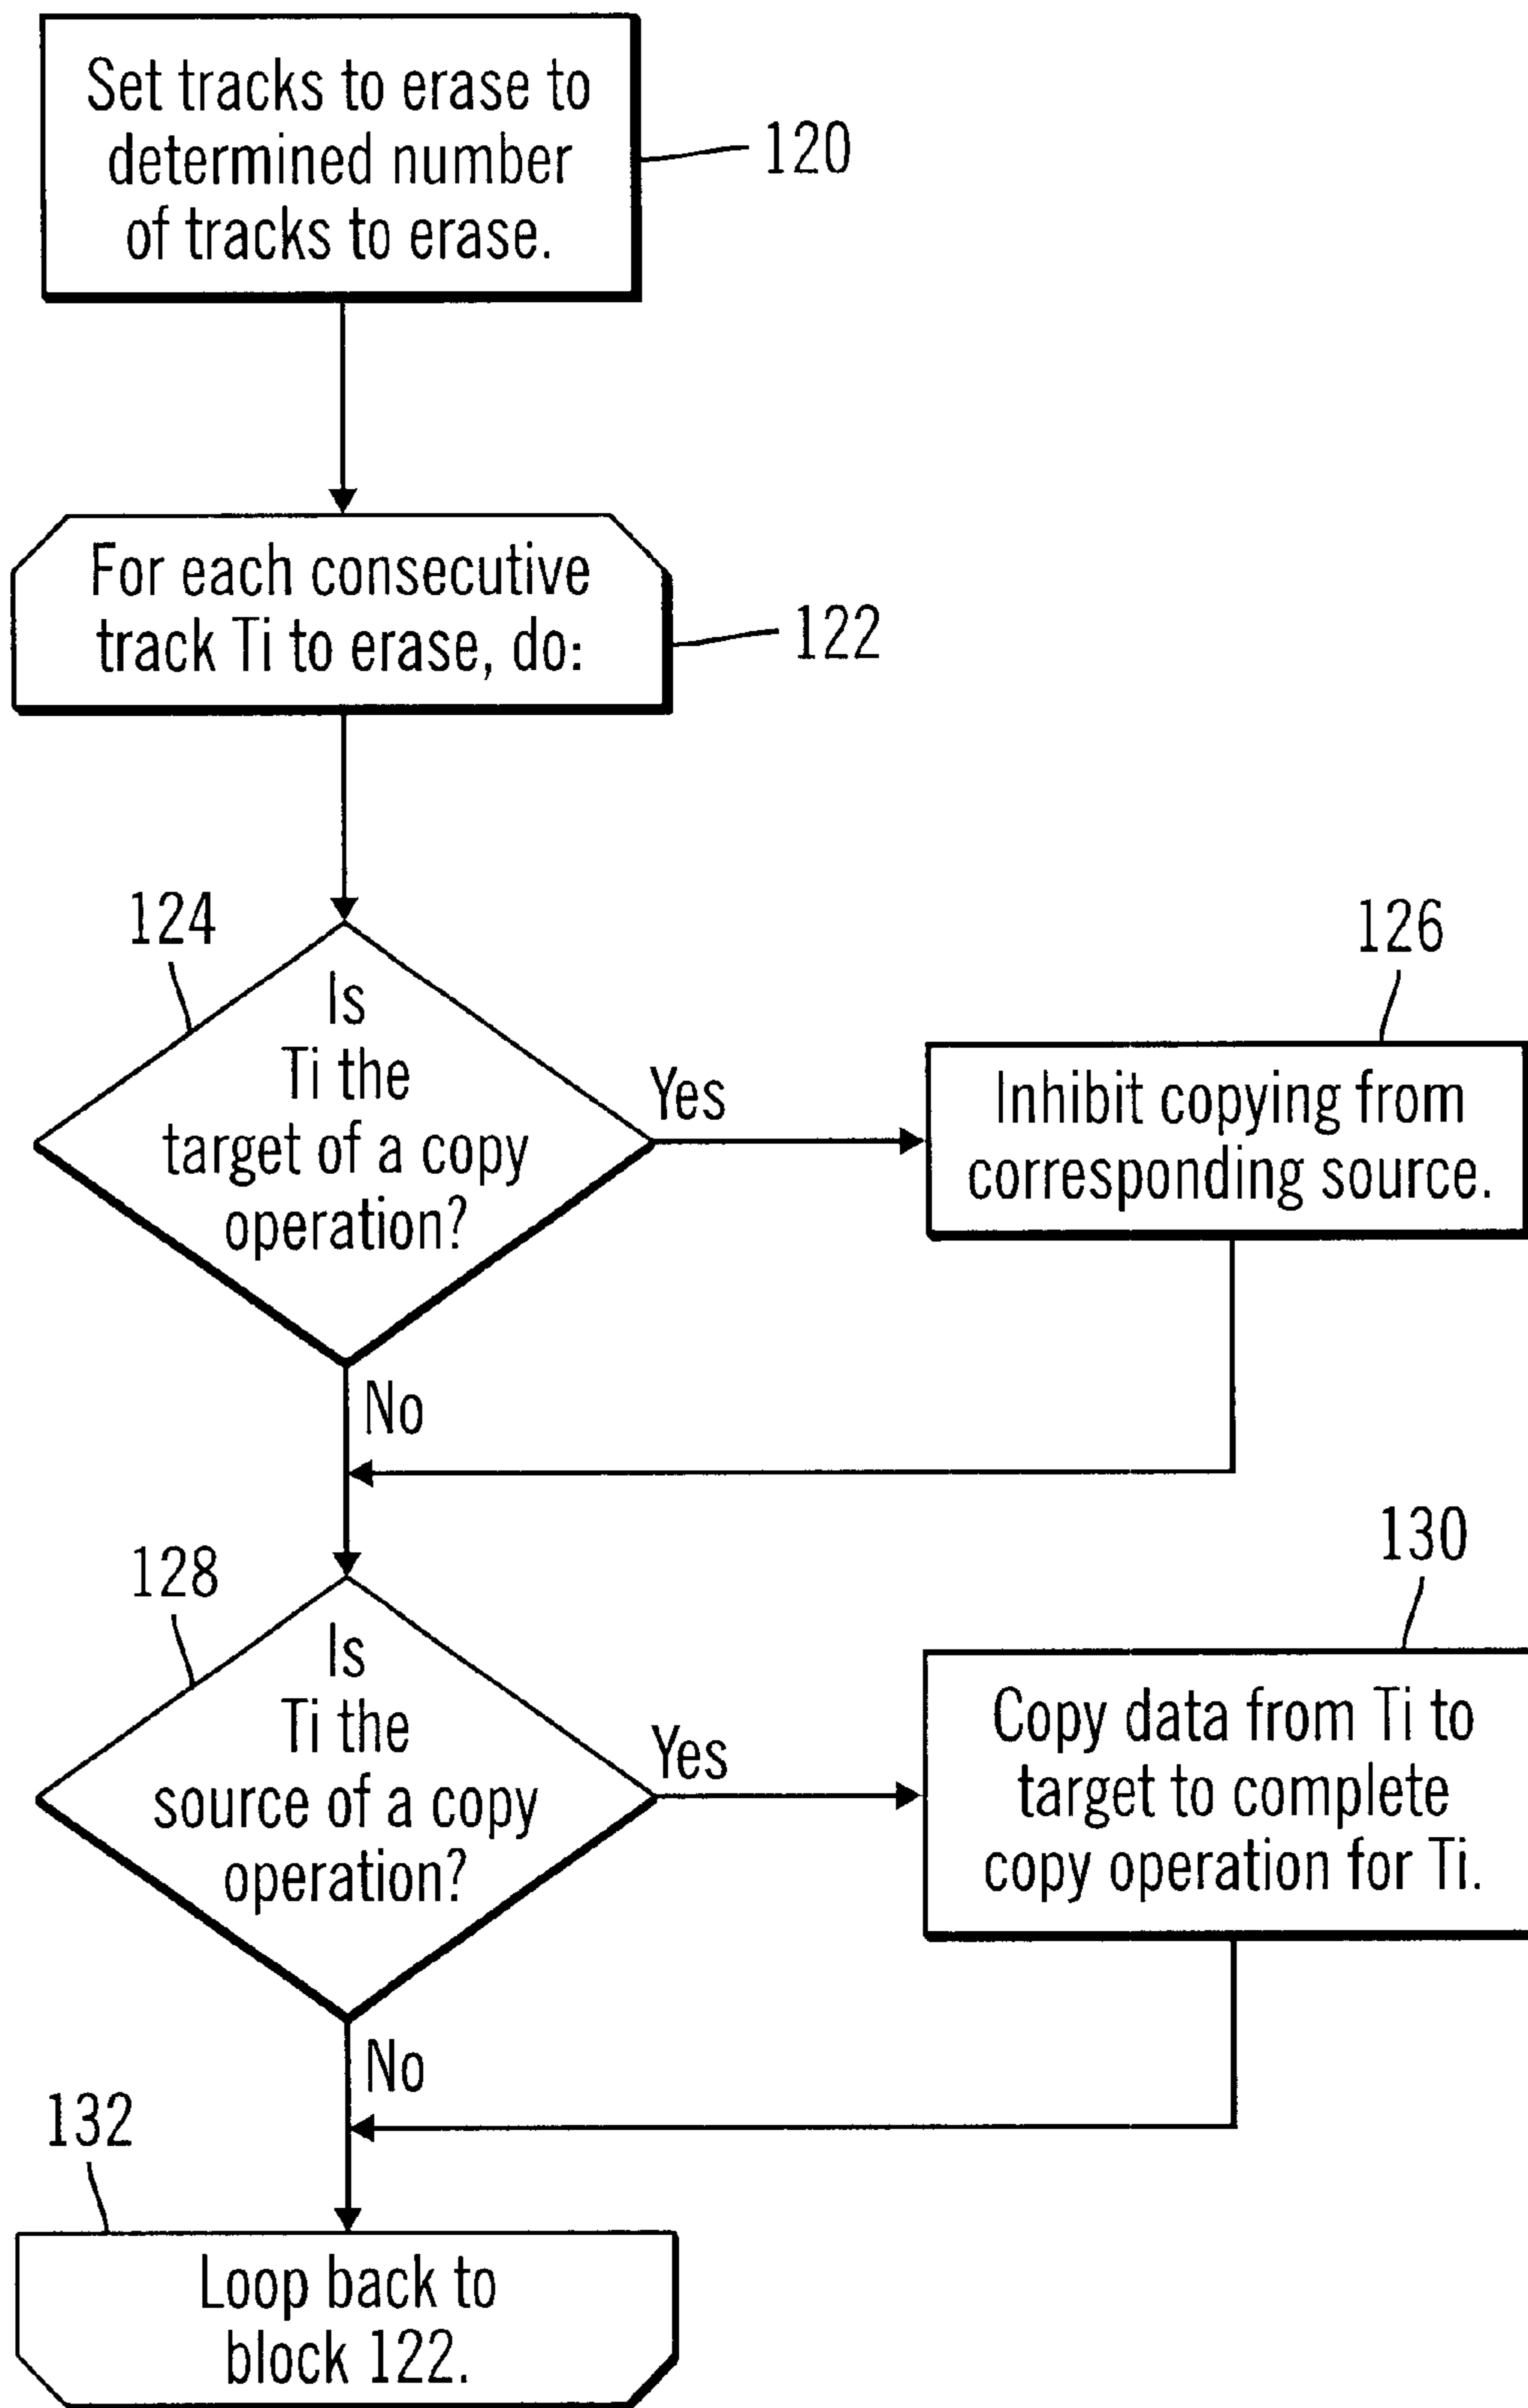 Set tracks to erase to
determined number
of tracks to erase.
120
For each consecutive
track Ti to erase, do:
122
124
Is
Ti the
target of a copy
operation?
Yes
126
Inhibit copying from
corresponding source.
No
128
Is
Ti the
source of a copy
operation?
Yes
130
Copy data from Ti to
target to complete
copy operation for Ti.
No
132
Loop back to
block 122.